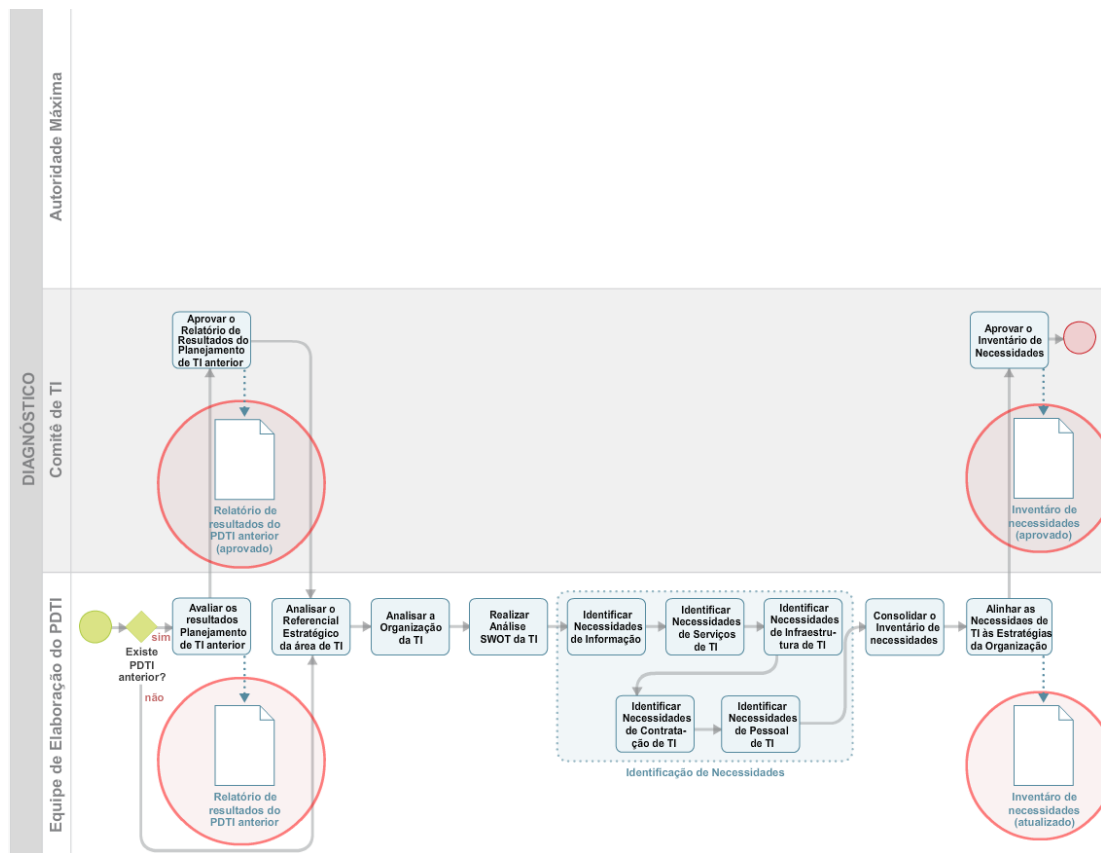 DIAGNÓSTICO
Autoridade Máxima
Comitê de TI
Aprovar o
Relatório de
Resultados do
Planejamento
de TI anterior
Relatório de
resultados do
PDTI anterior
(aprovado)
Aprovar o
Inventário de
Necessidades
Inventáro de
necessidades
(aprovado)
Equipe de Elaboração do PDTI
Existe
PDTI
anterior?
sim
não
Avaliar os
resultados
Planejamento
de TI anterior
Relatório de
resultados do
PDTI anterior
Analisar o
Referencial
Estratégico
da área de TI
Analisar a
Organização
da TI
Realizar
Análise
SWOT da TI
Identificar
Necessidades
de Informação
Identificar
Necessidades
de Serviços
de TI
Identificar
Necessidades
de Infraestru-
tura de TI
Identificar
Necessidades
de Contrata-
ção de TI
Identificar
Necessidades
de Pessoal
de TI
Identificação de Necessidades
Consolidar o
Inventário de
necessidades
Alinhar as
Necessidaes de
TI às Estratégias
da Organização
Inventáro de
necessidades
(atualizado)